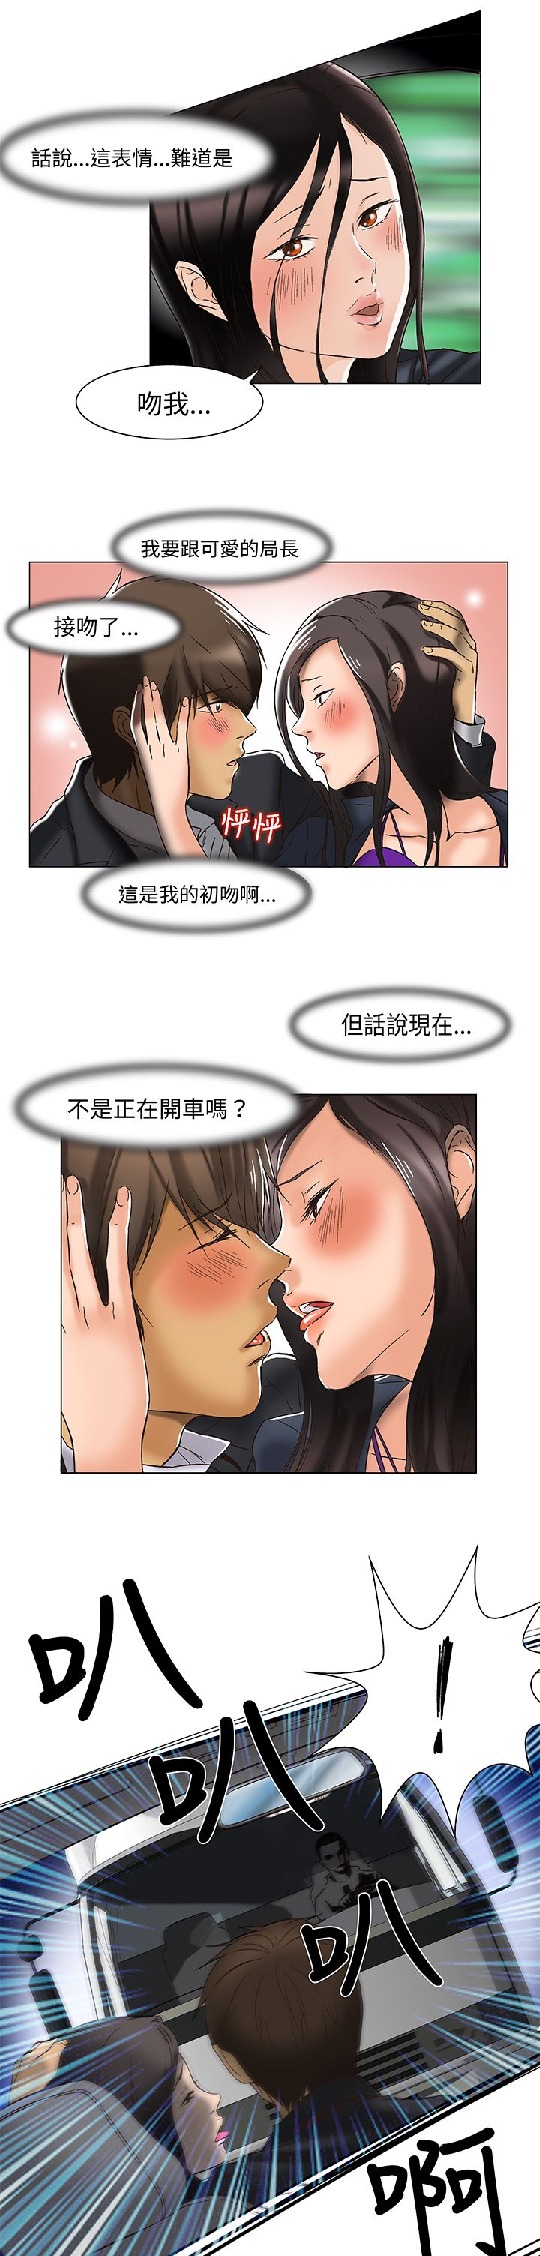 話說...這表情...難道是
吻我...
我要跟可愛的局長
接吻了...
怦怦
這是我的初吻啊...
但話說現在...
不是正在開車嗎？
！
叭
叭
叭
啊